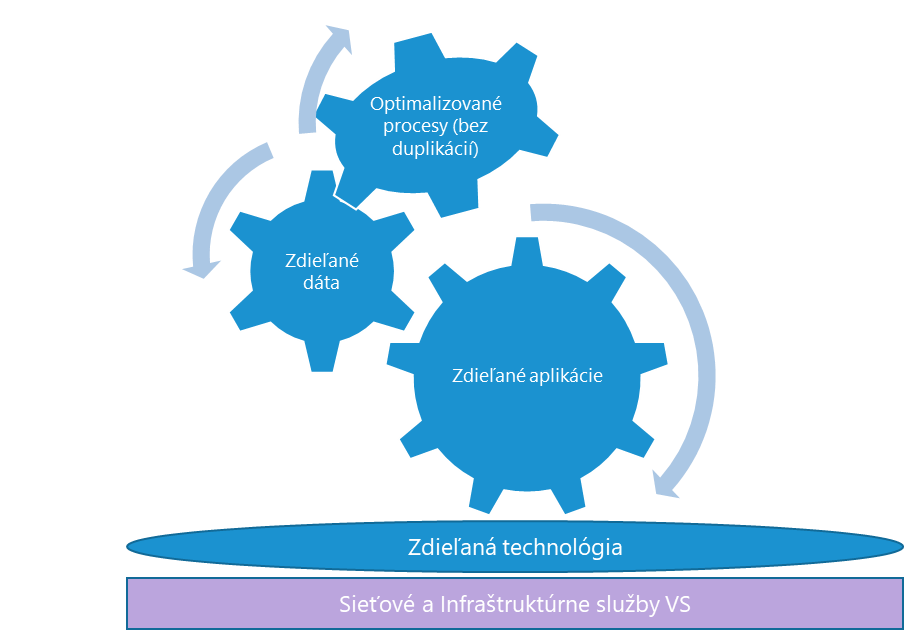 Optimalizované
procesy (bez
duplikácií)
Zdieľané
dáta
Zdieľané aplikácie
Zdieľaná technológia
Sieťové a Infraštruktúrne služby VS